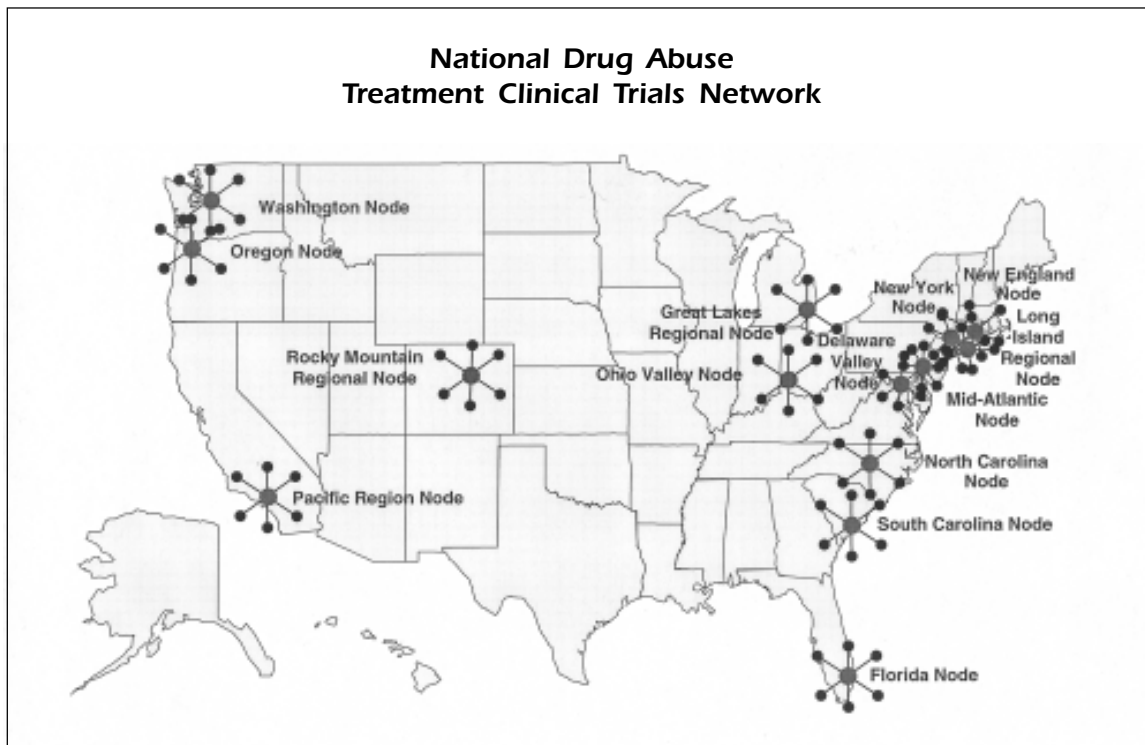 National Drug Abuse
Treatment Clinical Trials Network
Washington Node
Oregon Node
Rocky Mountain
Regional Node
Pacific Region Node
Great Lakes
Regional Node
Ohio Valley Node
Delaware
Valley
Node
New York
Node
New England
Node
Long
Island
Regional
Node
Mid-Atlantic
Node
North Carolina
Node
South Carolina Node
Florida Node